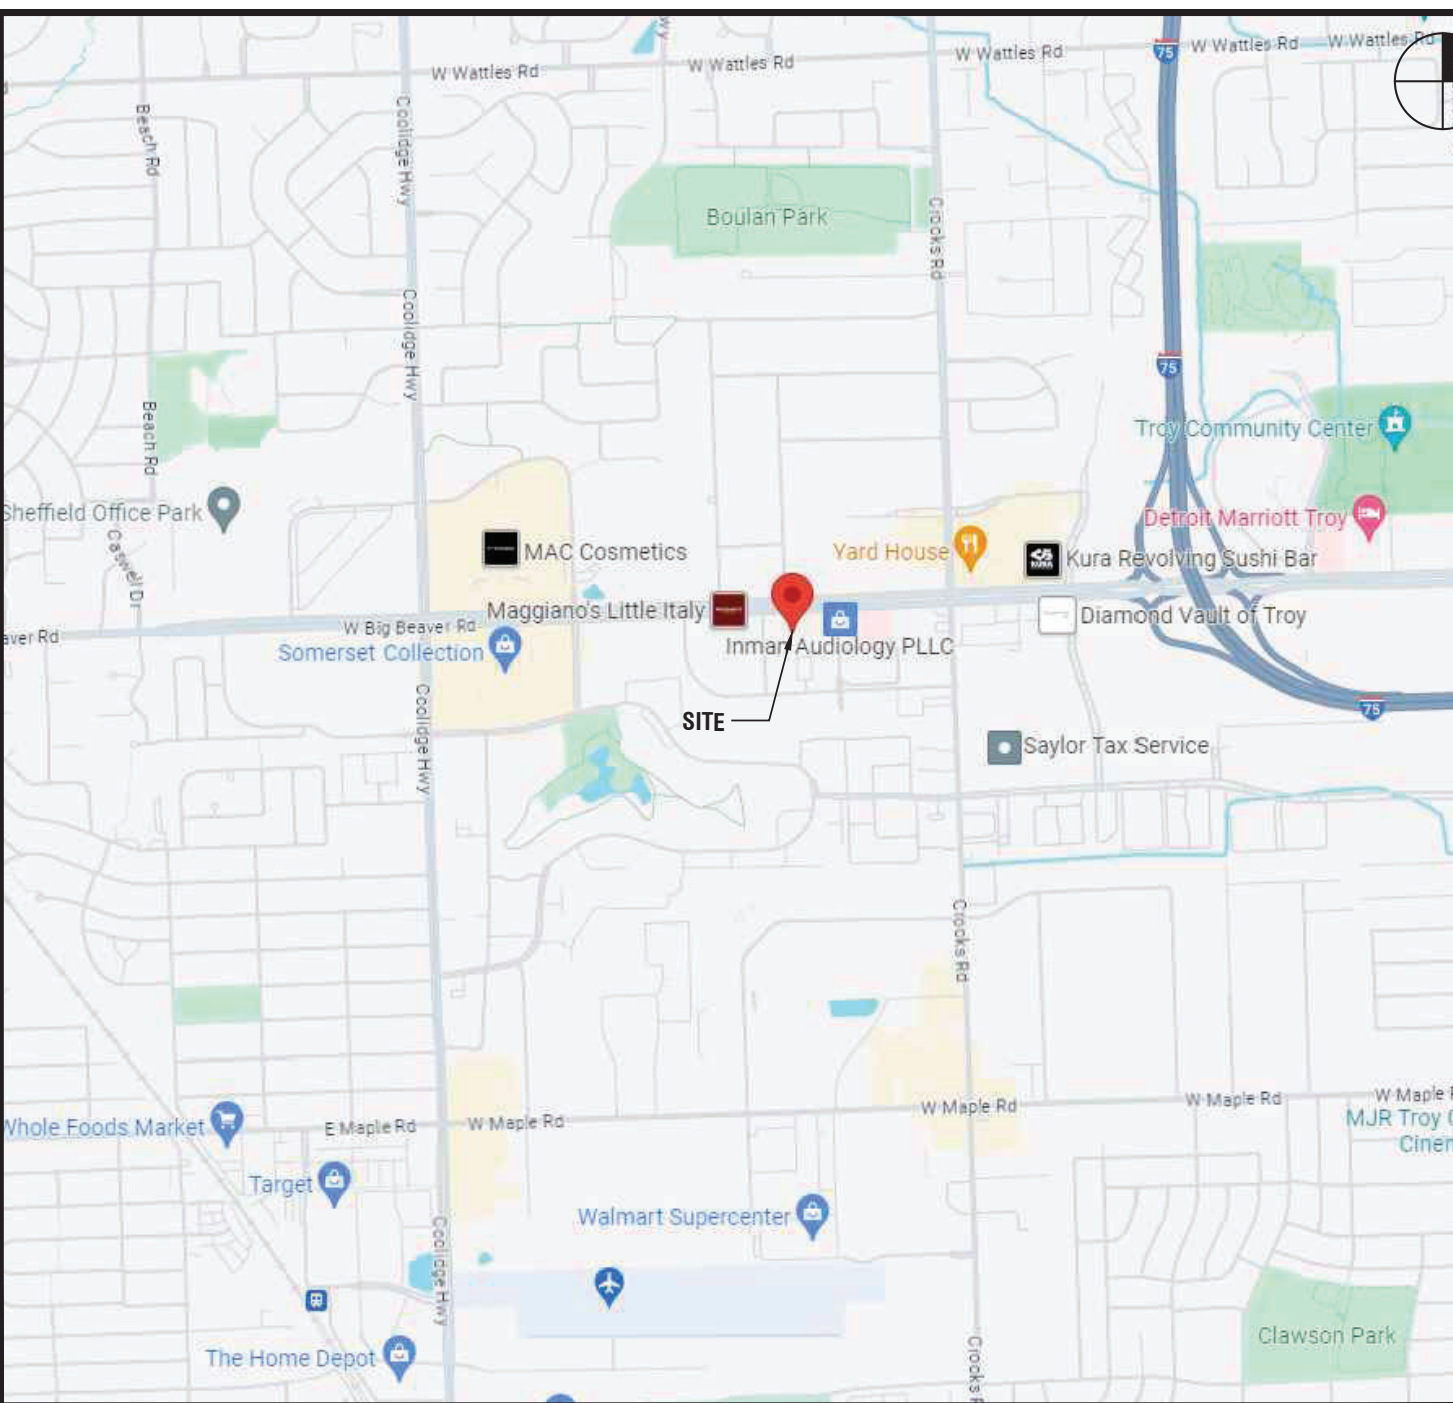 W Wattles Rd
W Wattles Rd
W Wattles Rd
W Wattles Rd
W Wattles Rd
75
Beach Rd
Coolidge Hwy
Crooks Rd
Boulan Park
Coolidge Hwy
75
Beach Rd
Troy Community Center
Sheffield Office Park
Detroit Marriott Troy
Caswell Dr
MAC Cosmetics
Yard House
KURA
Kura Revolving Sushi Bar
Maggiano's Little Italy
Diamond Vault of Troy
aver Rd
W Big Beaver Rd
Somerset Collection
Inman Audiology PLLC
SITE
75
Coolidge Hwy
Saylor Tax Service
Crooks Rd
Whole Foods Market
E Maple Rd
W Maple Rd
W Maple Rd
W Maple Rd
W Maple
MJR Troy
Ciner
Target
Walmart Supercenter
Coolidge Hwy
The Home Depot
Clawson Park
Crooks